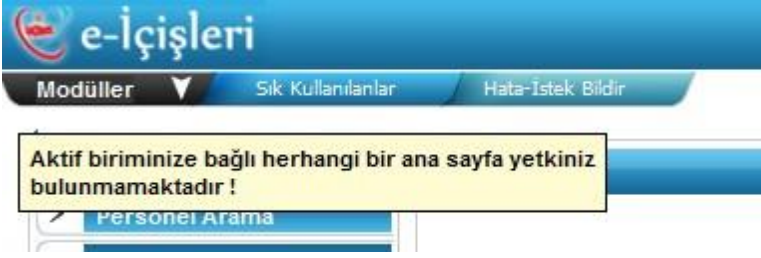 e-İçişleri
Modüller
Sık Kullanılanlar
Hata-İstek Bildir
Aktif biriminize bağlı herhangi bir ana sayfa yetkiniz
bulunmamaktadır !
Personel Arama